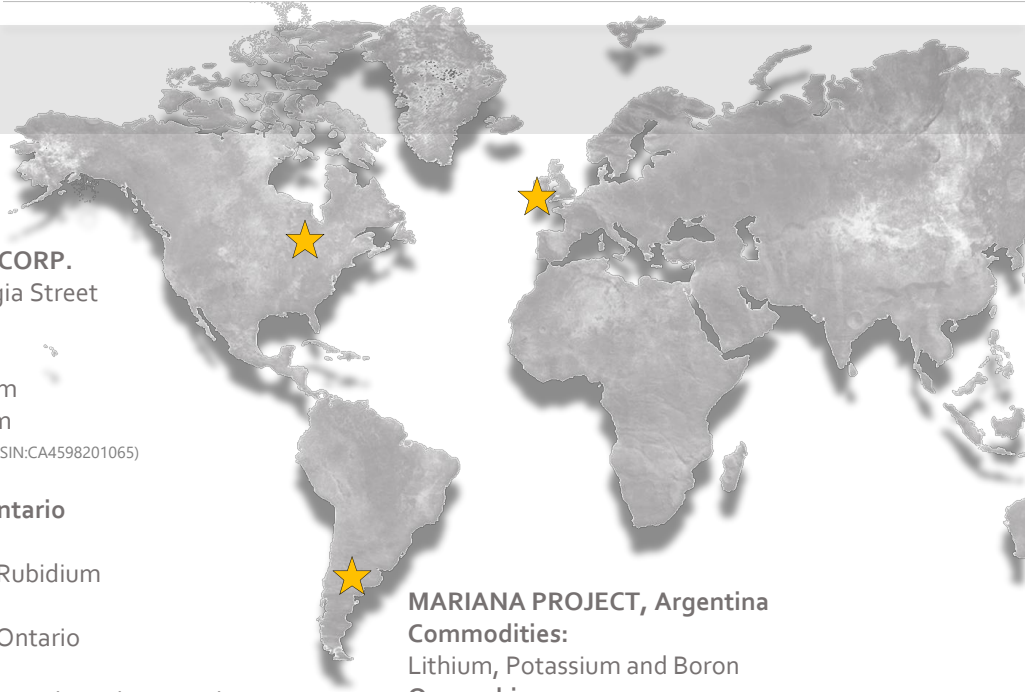 CORP.
gia Street
m
m
SIN:CA4598201065)
ntario
Rubidium
Ontario
MARIANA PROJECT, Argentina
Commodities:
Lithium, Potassium and Boron